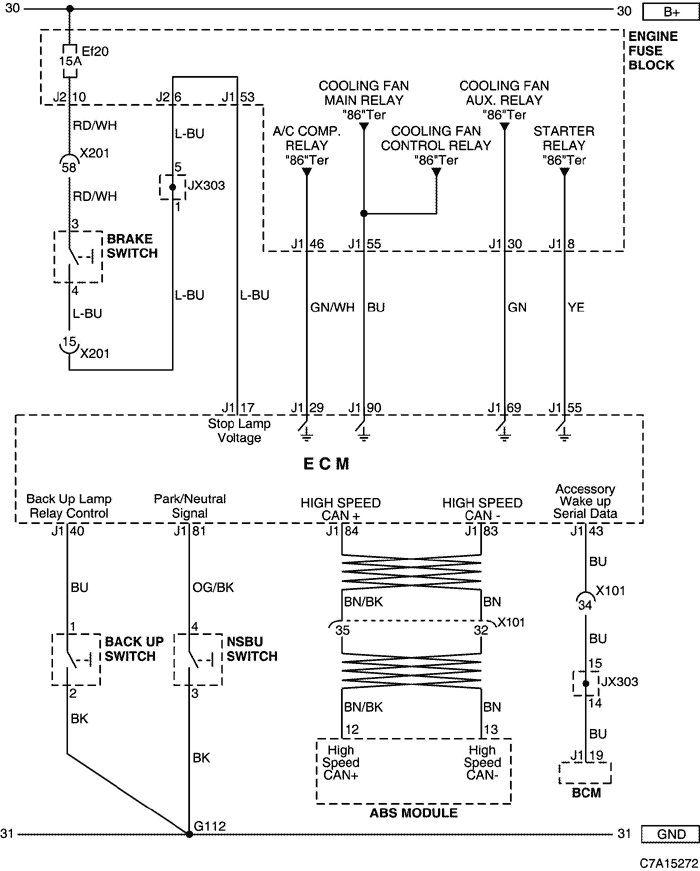 30
30
B+
Ef20
15A
ENGINE
FUSE
BLOCK
J2 10
J2 6
J1 53
COOLING FAN
MAIN RELAY
"86"Ter
COOLING FAN
AUX. RELAY
"86"Ter
A/C COMP.
RELAY
"86"Ter
COOLING FAN
CONTROL RELAY
"86"Ter
STARTER
RELAY
"86"Ter
RD/WH
L-BU
X201
58
5
JX303
1
RD/WH
3
BRAKE
SWITCH
4
J1 46
J1 55
J1 30
J1 8
L-BU
L-BU
L-BU
GN/WH
BU
GN
YE
15
X201
J1 17
J1 29
J1 90
J1 69
J1 55
Stop Lamp
Voltage
ECM
Back Up Lamp
Relay Control
Park/Neutral
Signal
HIGH SPEED
CAN +
HIGH SPEED
CAN -
Accessory
Wake up
Serial Data
J1 40
J1 81
J1 84
J1 83
J1 43
BU
OG/BK
BU
BN/BK
BN
X101
34
1
BACK UP
SWITCH
2
4
NSBU
SWITCH
3
35
32
X101
BU
15
JX303
14
BK
BK
BN/BK
BN
BU
12
13
High
Speed
CAN+
High
Speed
CAN-
ABS MODULE
J1 19
BCM
31
G112
31
GND
C7A15272